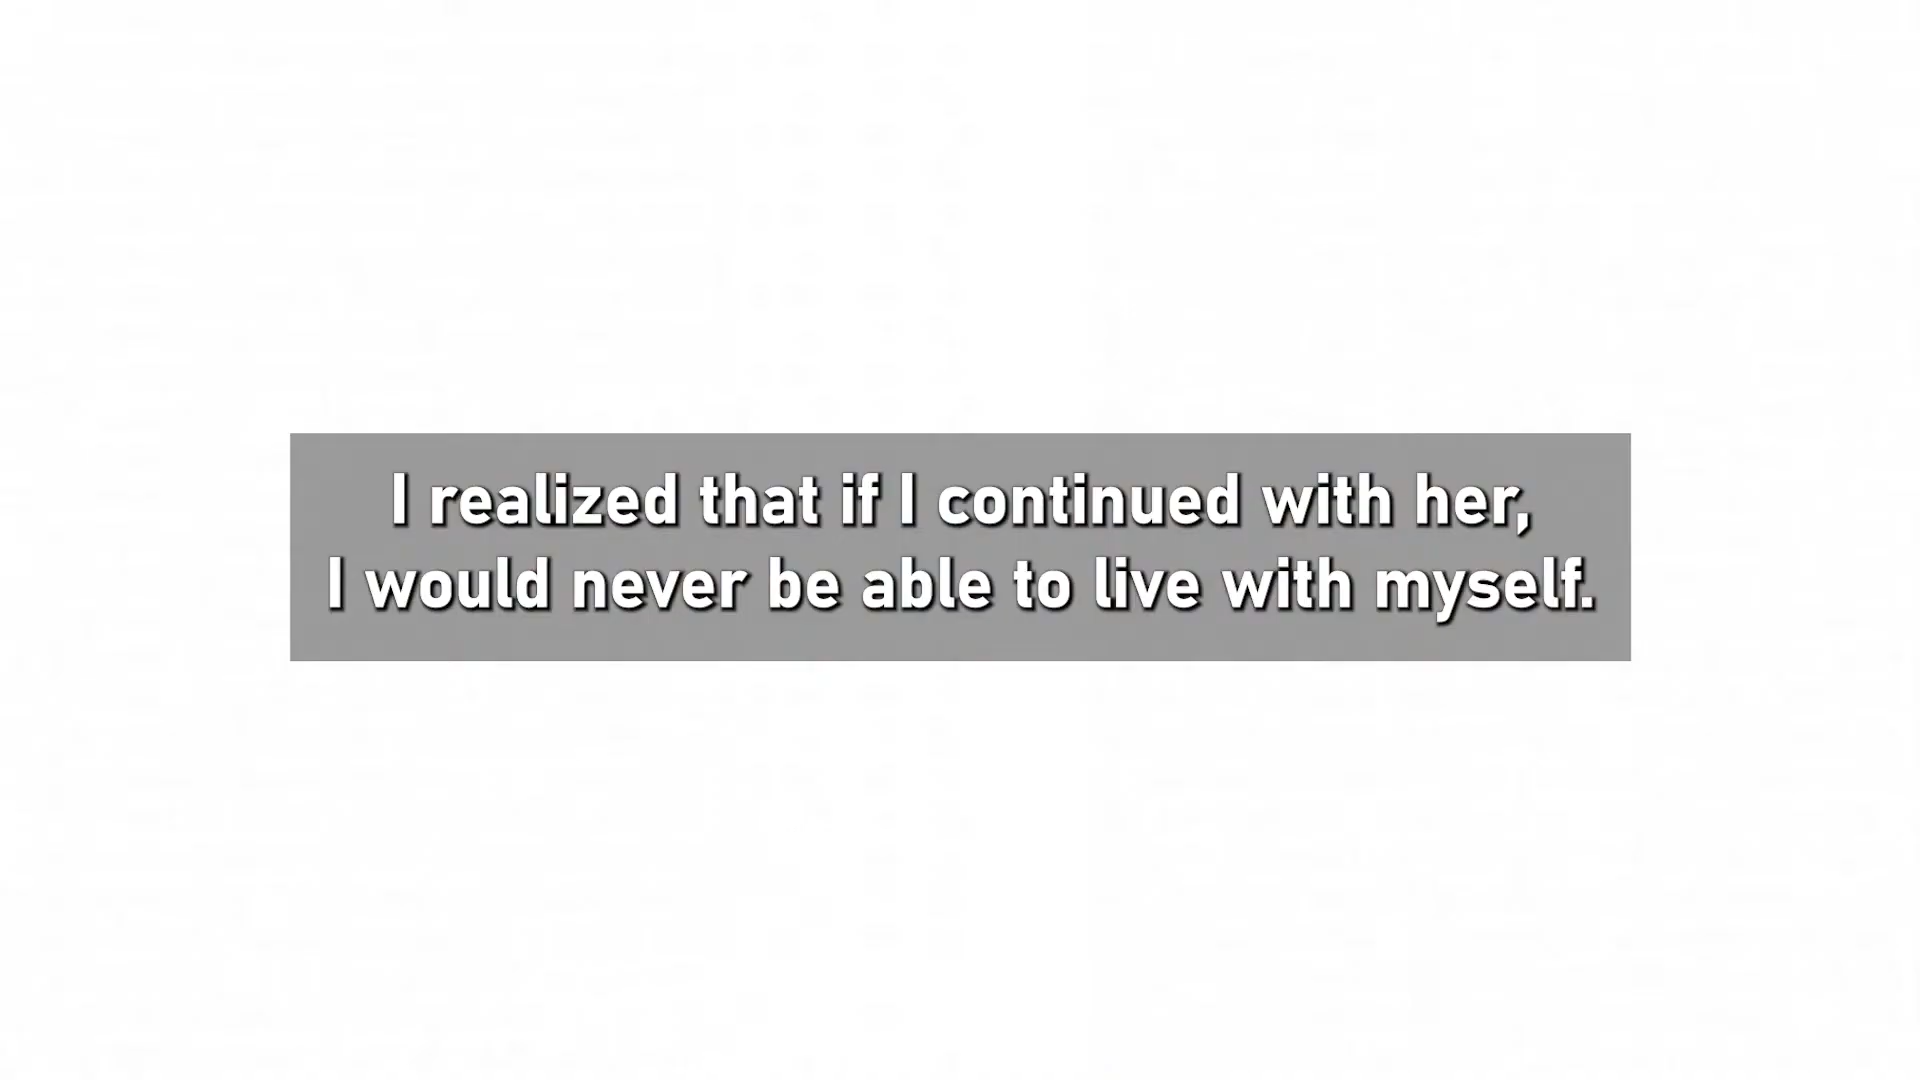 I realized that if I continued with her,
I would never be able to live with myself.